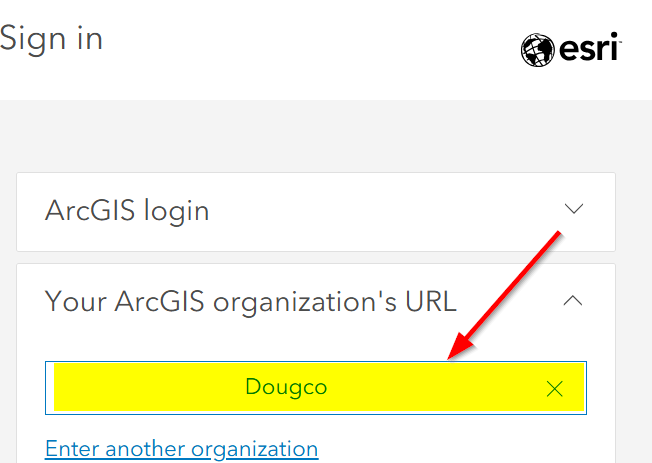 Sign in
esri
ArcGIS login
Your ArcGIS organization's URL
Dougco
Enter another organization